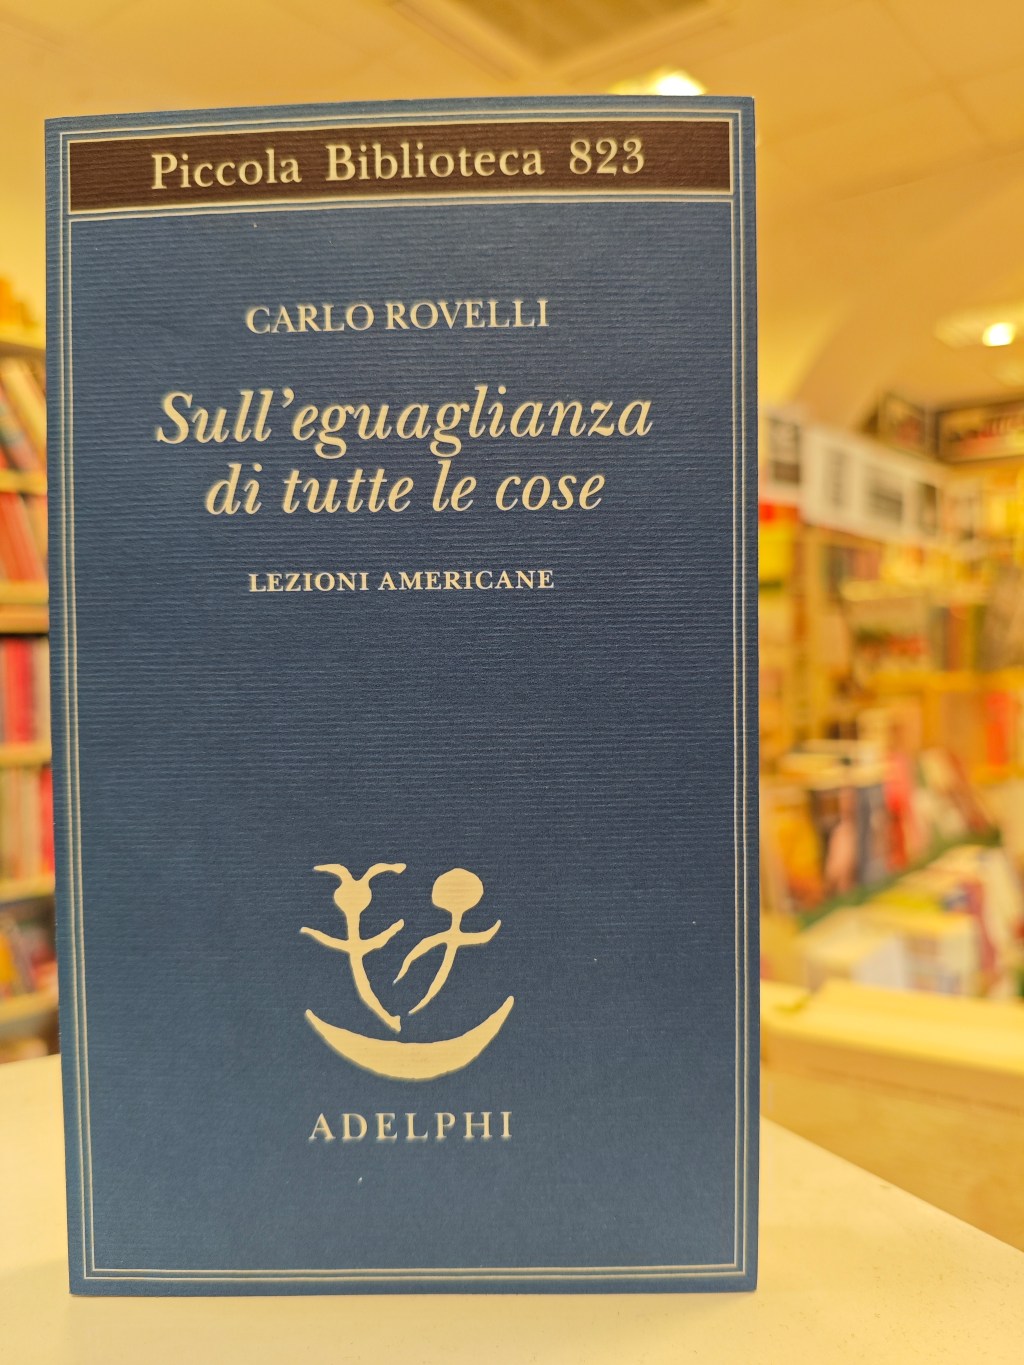 Piccola Biblioteca 823
CARLO ROVELLI
Sull'eguaglianza
di tutte le cose
LEZIONI AMERICANE
ADELPHI